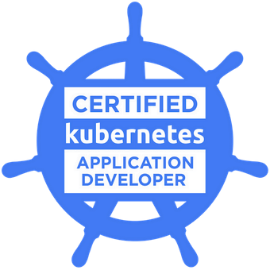 CERTIFIED
kubernetes
APPLICATION
DEVELOPER